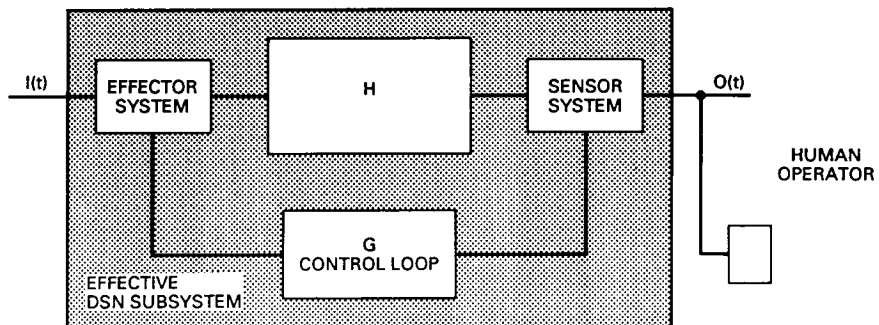 I(t)
EFFECTOR
SYSTEM
H
SENSOR
SYSTEM
O(t)
HUMAN
OPERATOR
G
CONTROL LOOP
EFFECTIVE
DSN SUBSYSTEM